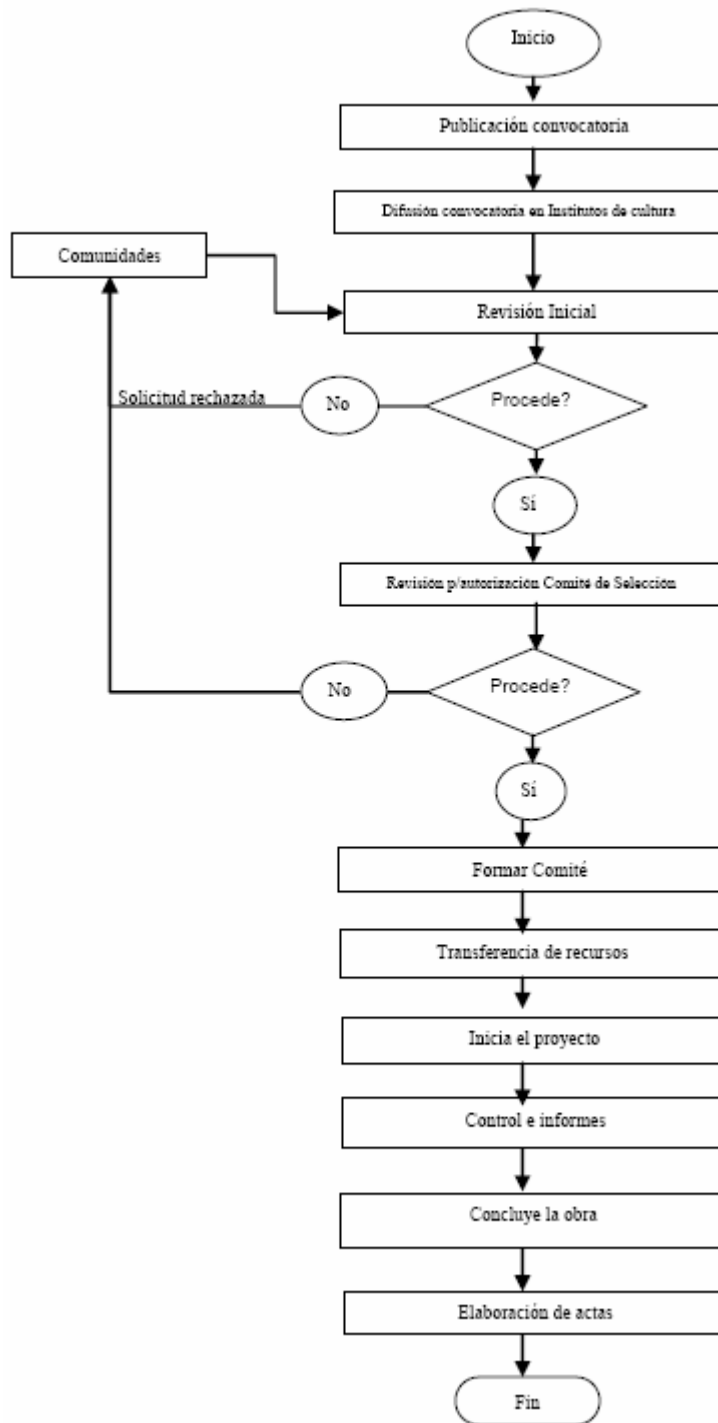 Inicio
Publicación convocatoria
Difusión convocatoria en Institutos de cultura
Comunidades
Revisión Inicial
Solicitud rechazada
No
Procede?
Sí
Revisión p/autorización Comité de Selección
No
Procede?
Sí
Formar Comité
Transferencia de recursos
Inicia el proyecto
Control e informes
Concluye la obra
Elaboración de actas
Fin